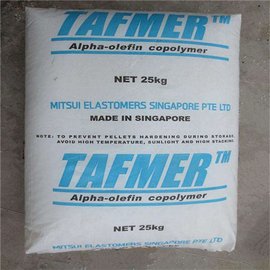 TAFMER™
Alpha-olefin copolymer
NET 25kg
MITSUI ELASTOMERS SINGAPORE PTE LTD
MADE IN SINGAPORE
NOTE: TO PREVENT PELLETS HARDENING DURING STORAGE,
AVOID HIGH TEMPERATURE, SUNLIGHT AND HIGH STACKING.
TAFMER™
Alpha-olefin copolymer
NET 25kg
MITSUI ELASTOMERS SINGAPORE PTE LTD